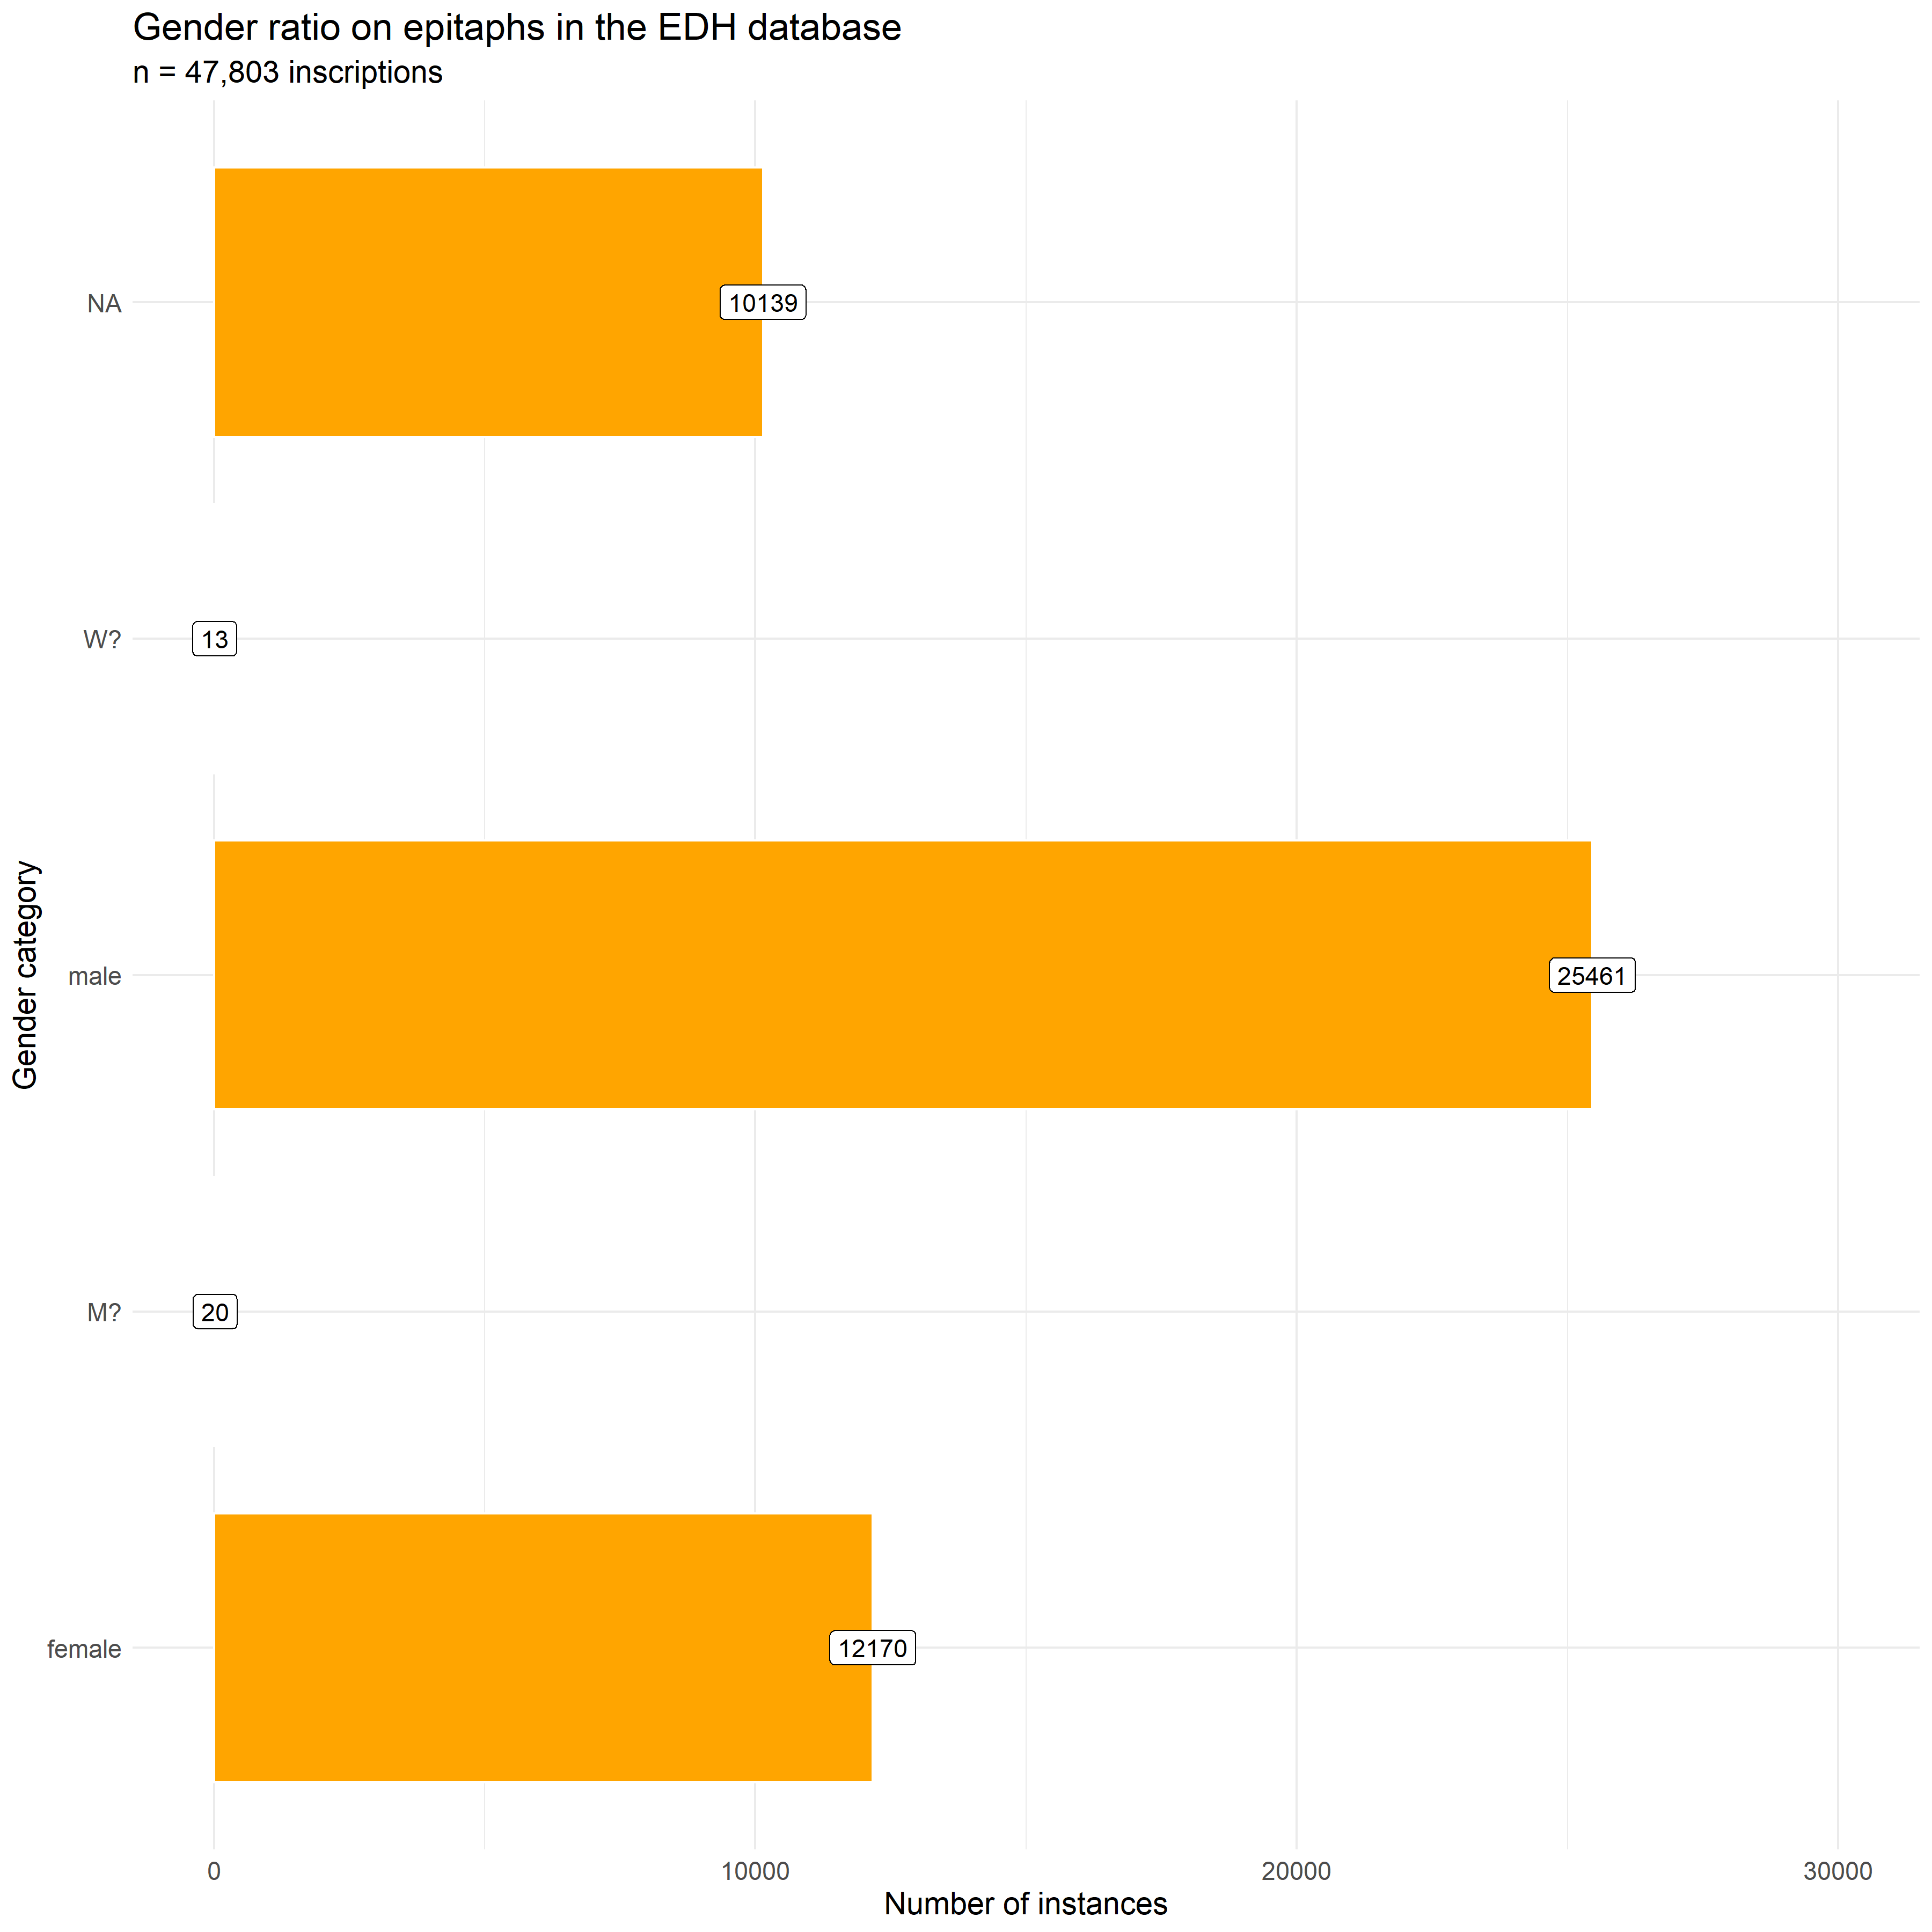 Gender ratio on epitaphs in the EDH database
n = 47,803 inscriptions
NA
10139
W?
13
male
25461
M?
20
female
12170
Gender category
0
10000
20000
30000
Number of instances